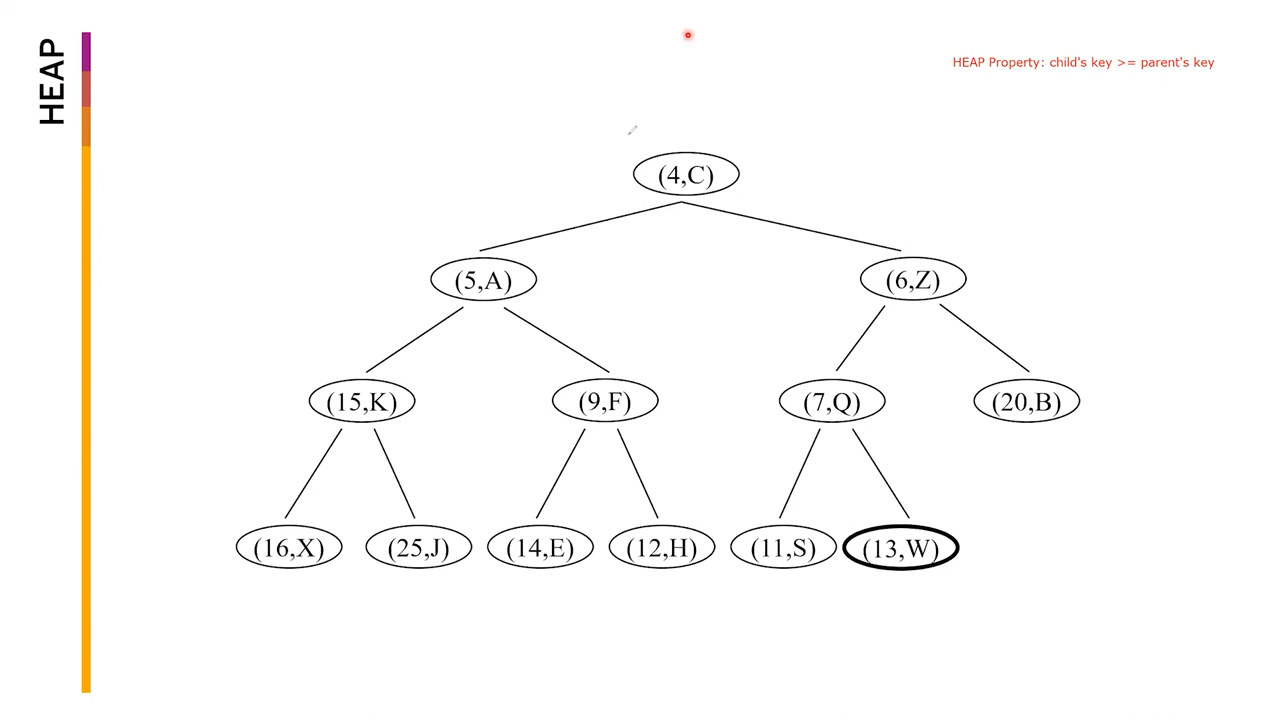 HEAP
HEAP Property: child's key >= parent's key
(4,C)
(5,A) (6,Z)
(15,K) (9,F) (7,Q) (20,B)
(16,X) (25,J) (14,E) (12,H) (11,S) (13,W)